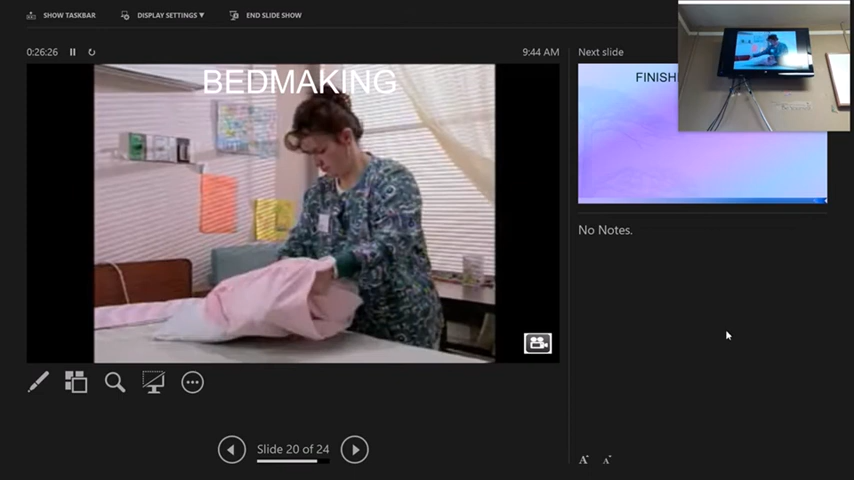 SHOW TASKBAR
DISPLAY SETTINGS ▼
END SLIDE SHOW
0:26:26
9:44 AM
Next slide
BEDMAKING
FINISH
No Notes.
Slide 20 of 24
A A